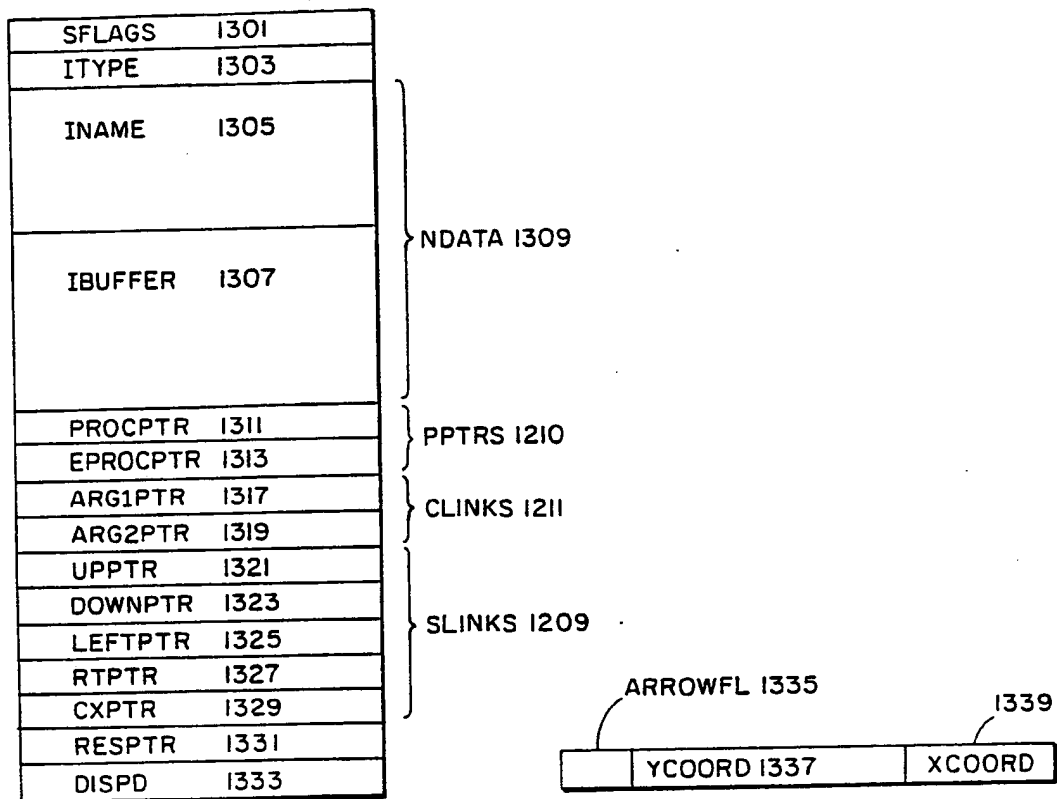 SFLAGS 1301
ITYPE 1303
INAME 1305
IBUFFER 1307
NDATA 1309
PROCPTR 1311
EPROCPTR 1313
PPTRS 1210
ARG1PTR 1317
ARG2PTR 1319
CLINKS 1211
UPPTR 1321
DOWNPTR 1323
LEFTPTR 1325
RTPTR 1327
CXPTR 1329
SLINKS 1209
RESPTR 1331
DISPD 1333
ARROWFL 1335
1339
YCOORD 1337
XCOORD